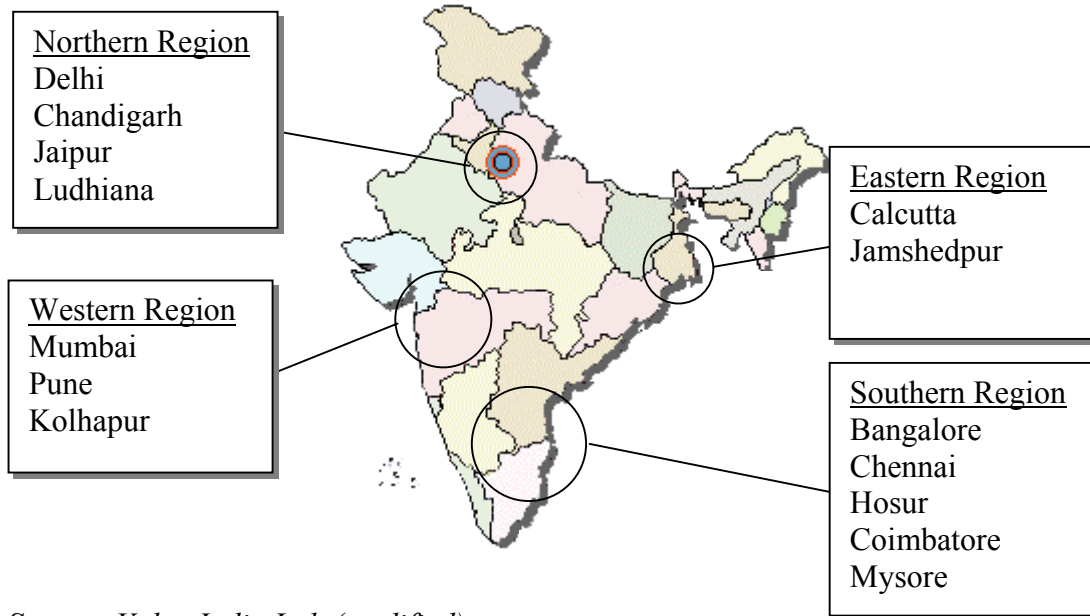 Northern Region
Delhi
Chandigarh
Jaipur
Ludhiana
Eastern Region
Calcutta
Jamshedpur
Western Region
Mumbai
Pune
Kolhapur
Southern Region
Bangalore
Chennai
Hosur
Coimbatore
Mysore